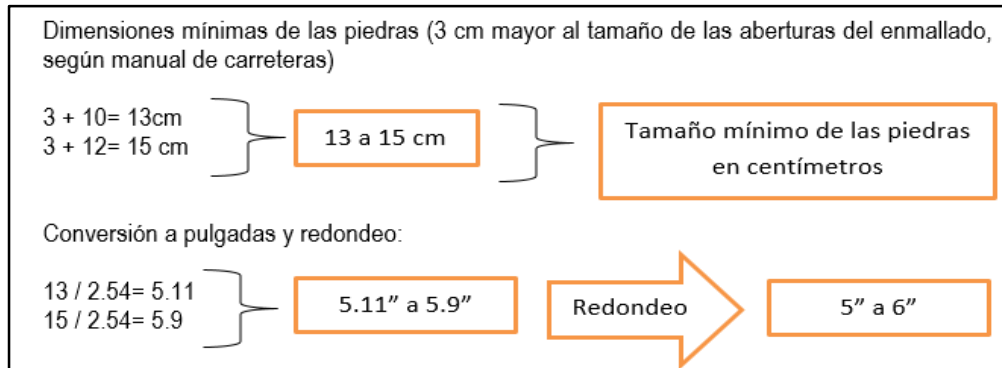 Dimensiones mínimas de las piedras (3 cm mayor al tamaño de las aberturas del enmallado,
según manual de carreteras)
3 + 10= 13cm
3 + 12= 15 cm
13 a 15 cm
Tamaño mínimo de las piedras
en centímetros
Conversión a pulgadas y redondeo:
13 / 2.54= 5.11
15 / 2.54= 5.9
5.11” a 5.9”
Redondeo
5” a 6”